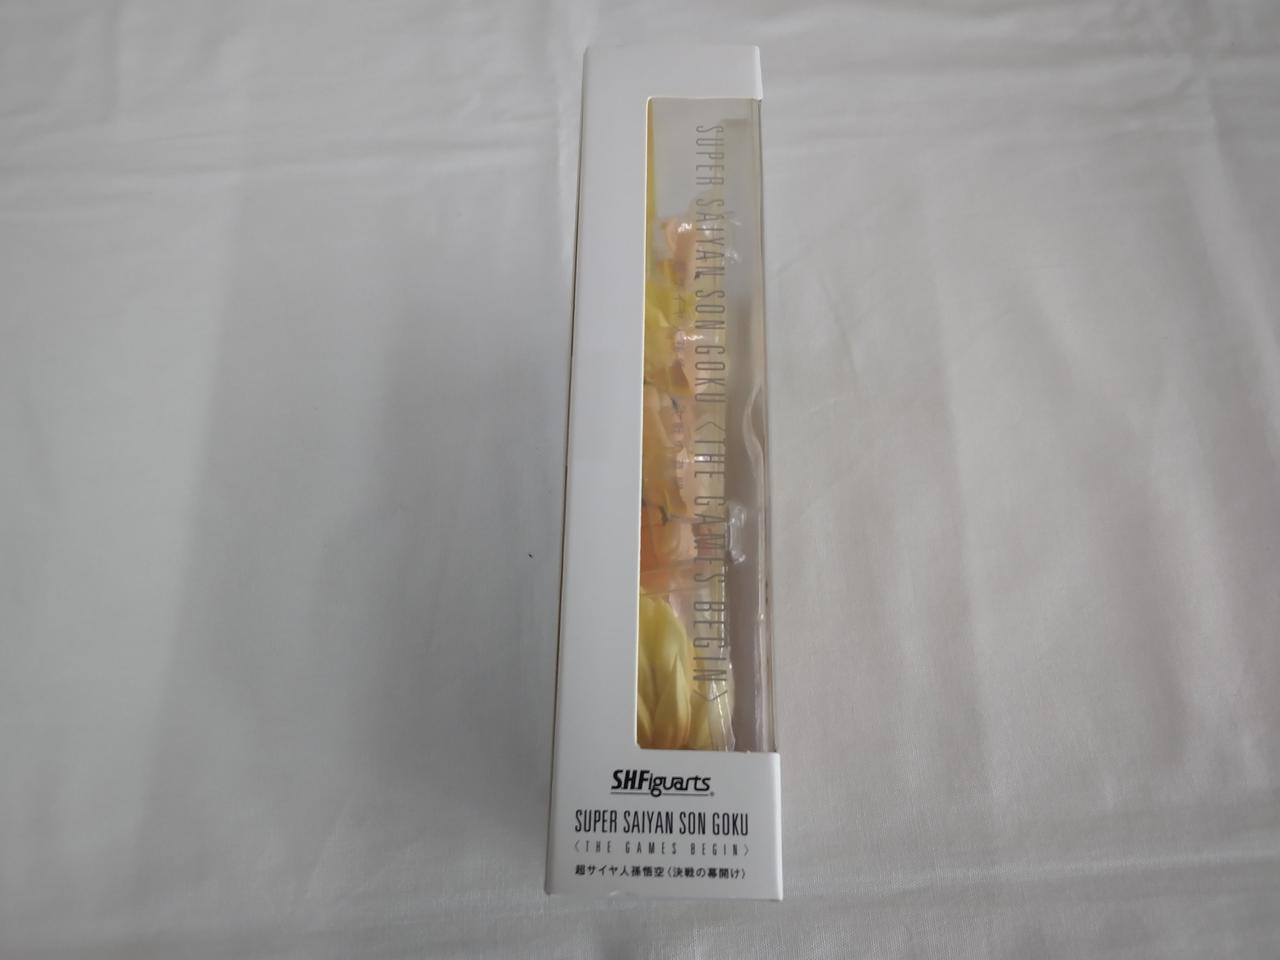 SUPER SAIYAN SON GOKU〈THE GAMES BEGIN〉
S.H.Figuarts
SUPER SAIYAN SON GOKU
〈THE GAMES BEGIN〉
超サイヤ人孫悟空〈決戦の幕開け〉